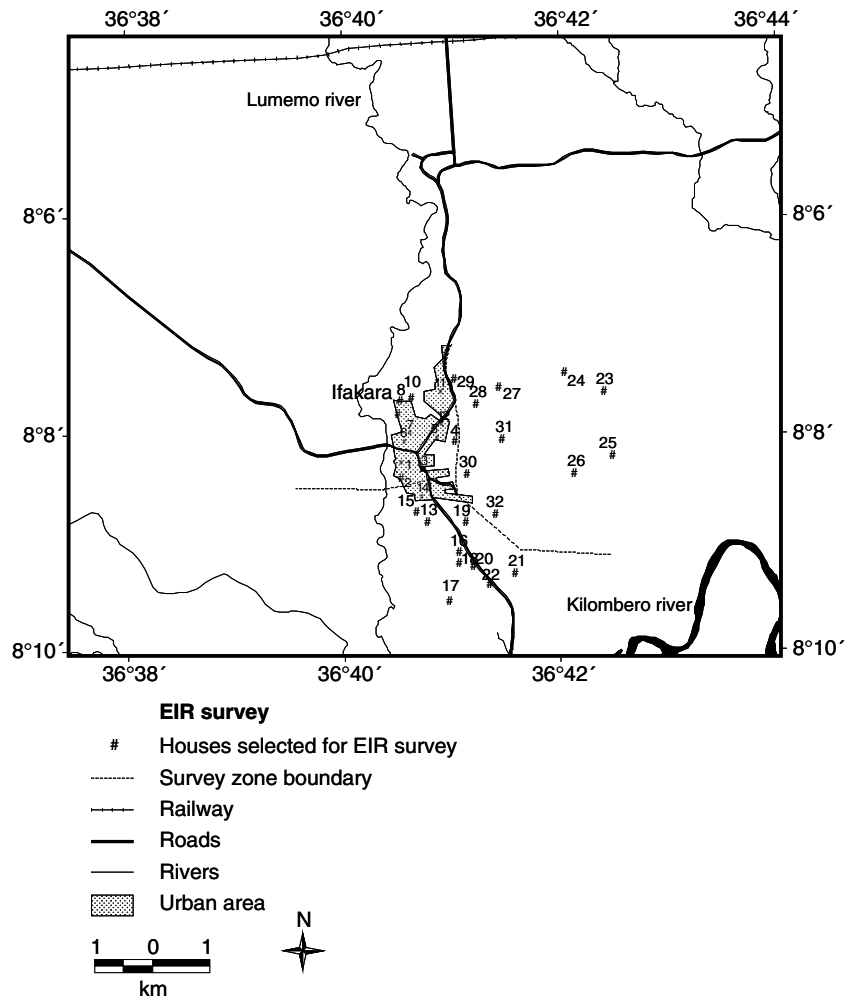 36°38′ 36°40′ 36°42′ 36°44′
Lumemo river
8°6′ 8°6′
29
24 23
10
8
Ifakara
28 27
11
7
4 31
8°8′ 8°8′
25
30 26
1
2
14
15 13 19 32
16
18 20 21
22
17
Kilombero river
8°10′ 8°10′
36°38′ 36°40′ 36°42′
EIR survey
# Houses selected for EIR survey
Survey zone boundary
Railway
Roads
Rivers
Urban area
N
1 0 1
km